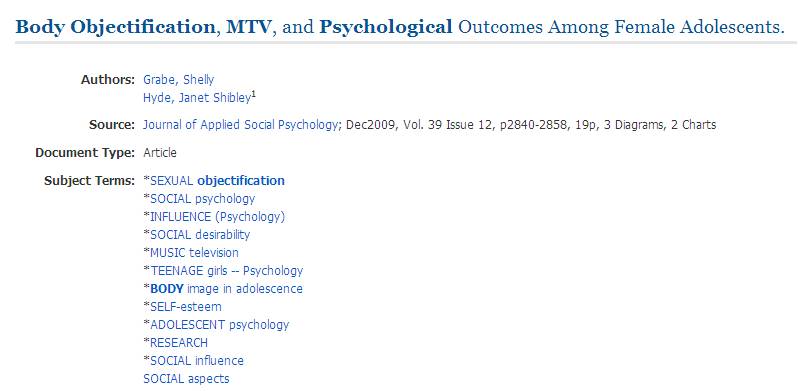 Body Objectification, MTV, and Psychological Outcomes Among Female Adolescents.
Authors: Grabe, Shelly
Hyde, Janet Shibley1
Source: Journal of Applied Social Psychology; Dec2009, Vol. 39 Issue 12, p2840-2858, 19p, 3 Diagrams, 2 Charts
Document Type: Article
Subject Terms: *SEXUAL objectification
*SOCIAL psychology
*INFLUENCE (Psychology)
*SOCIAL desirability
*MUSIC television
*TEENAGE girls -- Psychology
*BODY image in adolescence
*SELF-esteem
*ADOLESCENT psychology
*RESEARCH
*SOCIAL influence
SOCIAL aspects